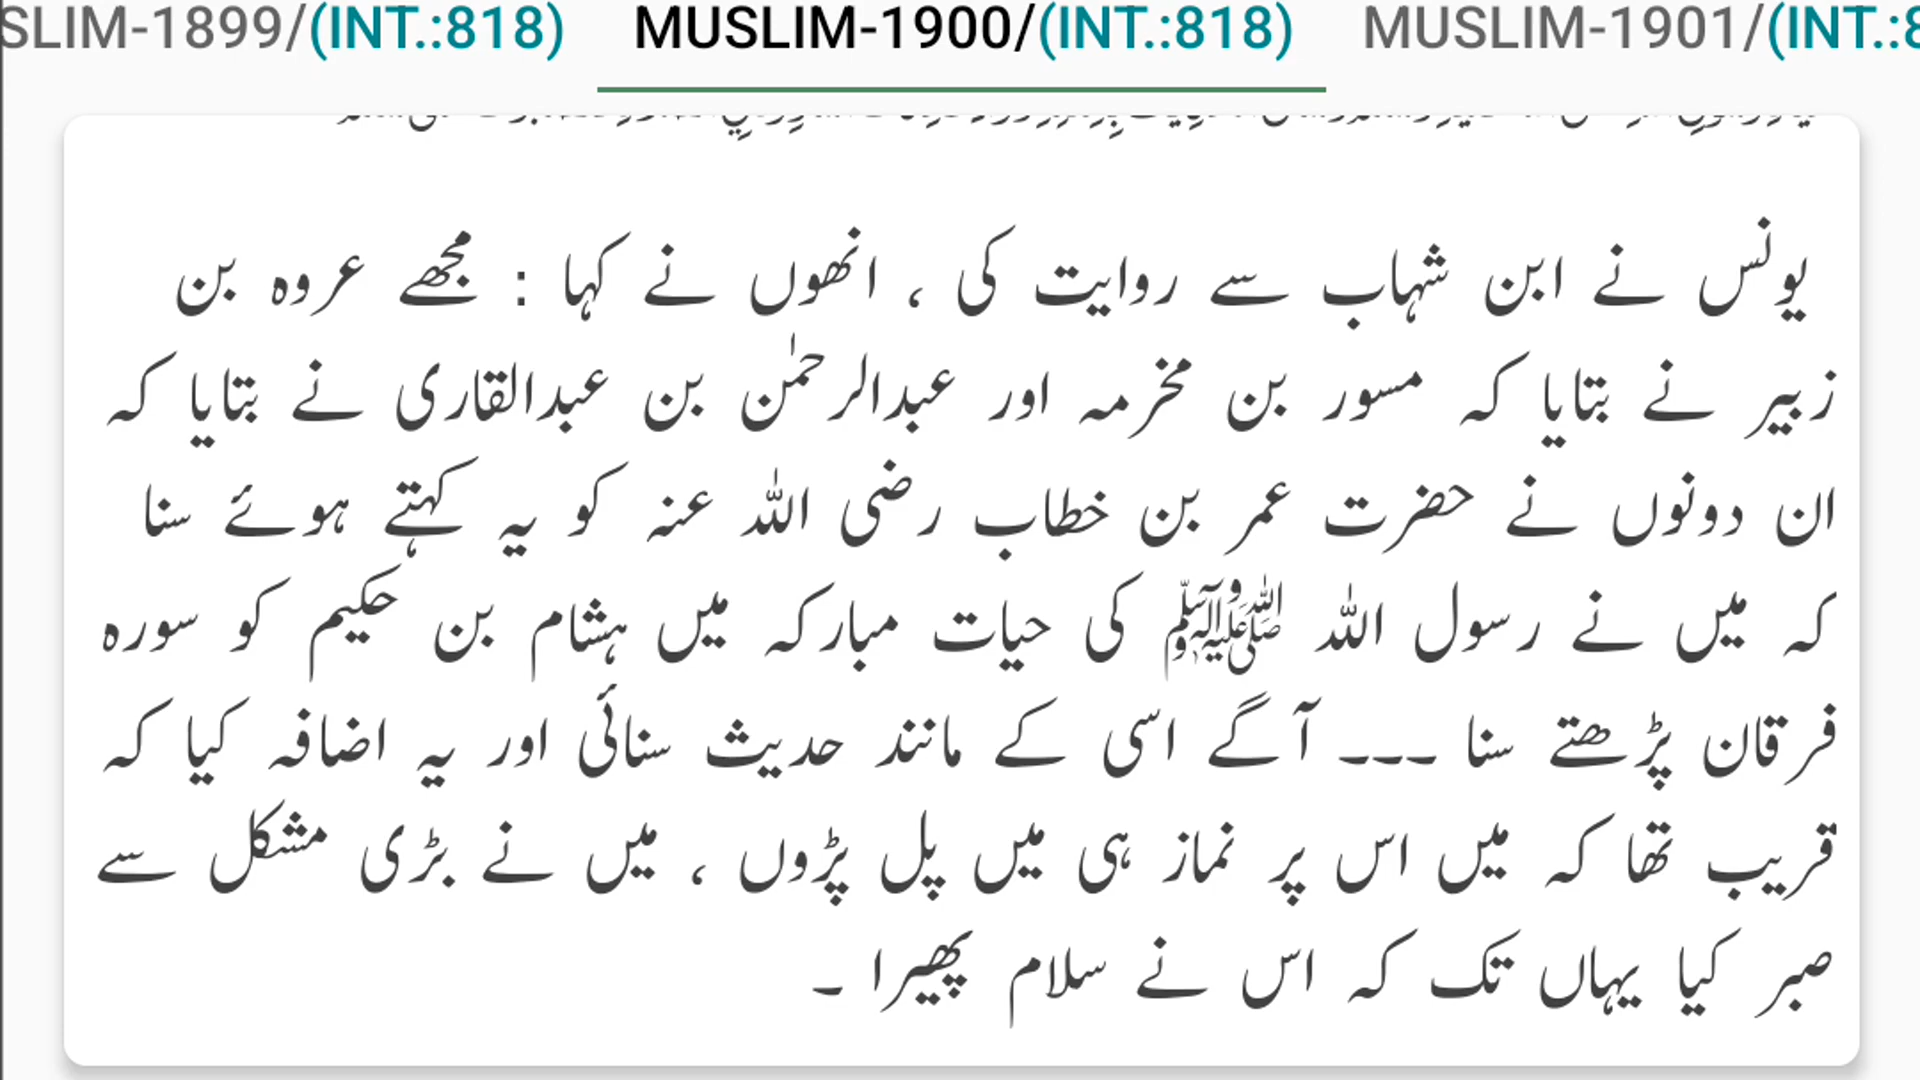 SLIM-1899/(INT.:818) MUSLIM-1900/(INT.:818) MUSLIM-1901/(INT.:8
یونس نے ابن شہاب سے روایت کی ، انھوں نے کہا : مجھے عروہ بن
زبیر نے بتایا کہ مسور بن مخرمہ اور عبدالرحمٰن بن عبدالقاری نے بتایا کہ
ان دونوں نے حضرت عمر بن خطاب رضی اللہ عنہ کو یہ کہتے ہوئے سنا
کہ میں نے رسول اللہ ﷺ کی حیات مبارکہ میں ہشام بن حکیم کو سورہ
فرقان پڑھتے سنا ۔۔۔ آگے اسی کے مانند حدیث سنائی اور یہ اضافہ کیا کہ
قریب تھا کہ میں اس پر نماز ہی میں پل پڑوں ، میں نے بڑی مشکل سے
صبر کیا یہاں تک کہ اس نے سلام پھیرا ۔